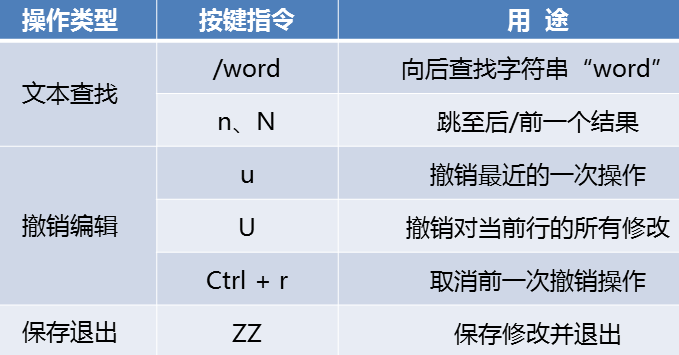 操作类型 按键指令 用 途
文本查找 /word 向后查找字符串“word”
n、N 跳至后/前一个结果
撤销编辑 u 撤销最近的一次操作
U 撤销对当前行的所有修改
Ctrl + r 取消前一次撤销操作
保存退出 ZZ 保存修改并退出